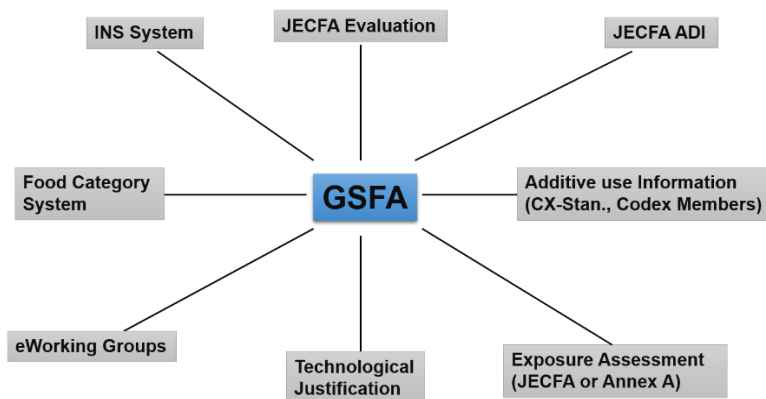 INS System
JECFA Evaluation
JECFA ADI
Food Category
System
GSFA
Additive use Information
(CX-Stan., Codex Members)
eWorking Groups
Technological
Justification
Exposure Assessment
(JECFA or Annex A)